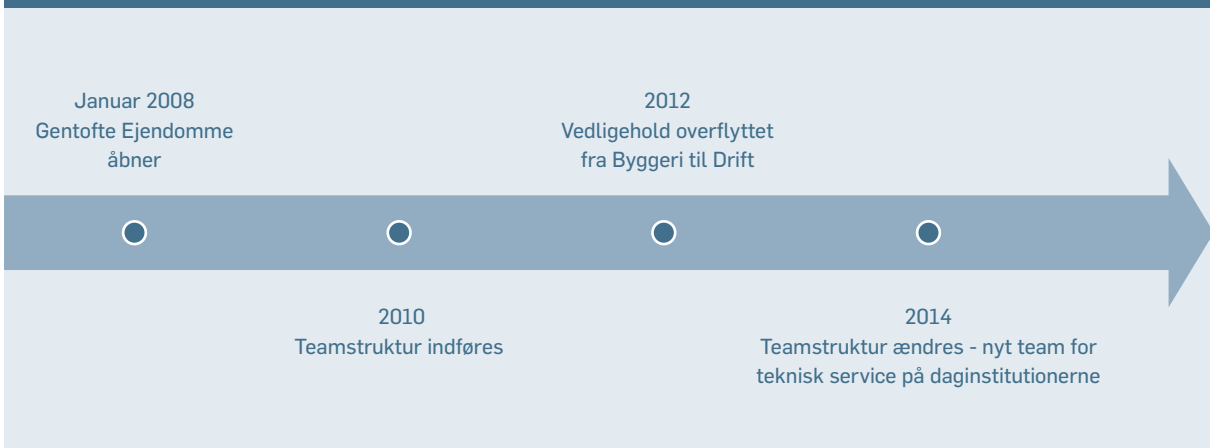 Januar 2008
Gentofte Ejendomme
åbner
2010
Teamstruktur indføres
2012
Vedligehold overflyttet
fra Byggeri til Drift
2014
Teamstruktur ændres - nyt team for
teknisk service på daginstitutionerne